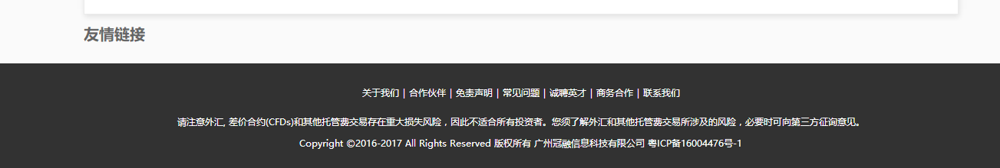 友情链接
关于我们 | 合作伙伴 | 免责声明 | 常见问题 | 诚聘英才 | 商务合作 | 联系我们
请注意外汇, 差价合约(CFDs)和其他托管费交易存在重大损失风险，因此不适合所有投资者。您须了解外汇和其他托管费交易所涉及的风险，必要时可向第三方征询意见。
Copyright ©2016-2017 All Rights Reserved 版权所有 广州冠融信息科技有限公司 粤ICP备16004476号-1